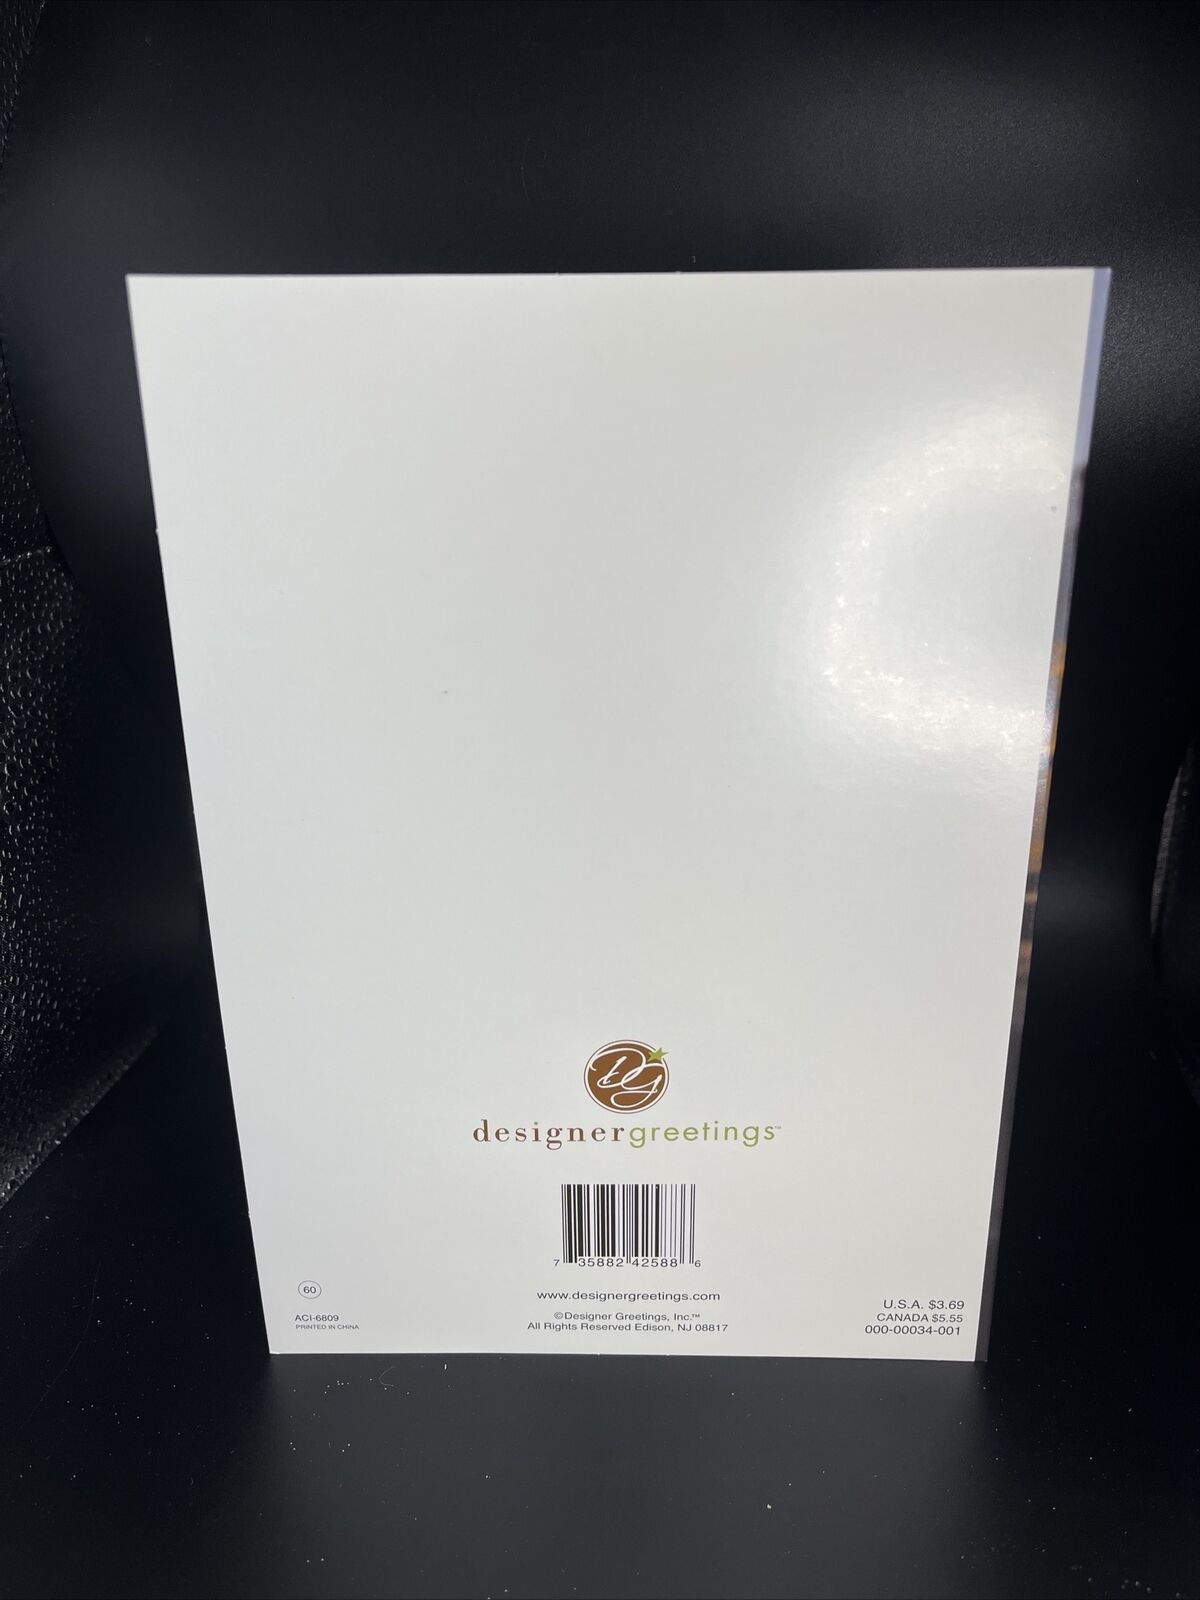 DG
designergreetings™
7 35882 42588 6
60
www.designergreetings.com
ACI-6809
PRINTED IN CHINA
©Designer Greetings, Inc.™
All Rights Reserved Edison, NJ 08817
U.S.A. $3.69
CANADA $5.55
000-00034-001